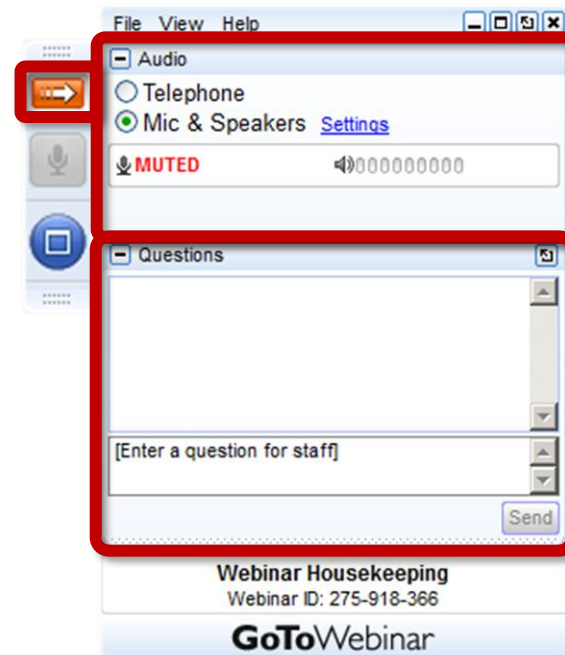 File View Help
Audio
Telephone
Mic & Speakers Settings
MUTED 000000000
Questions
[Enter a question for staff]
Send
Webinar Housekeeping
Webinar ID: 275-918-366
GoToWebinar